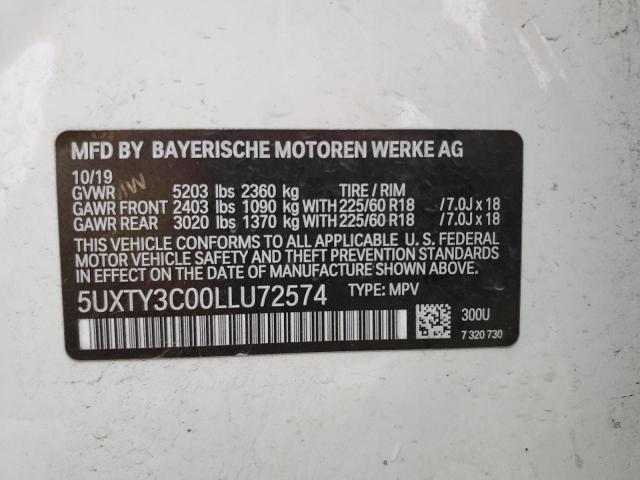 MFD BY BAYERISCHE MOTOREN WERKE AG
10/19
GVWR 5203 lbs 2360 kg TIRE / RIM
GAWR FRONT 2403 lbs 1090 kg WITH 225/60 R18 /7.0J x 18
GAWR REAR 3020 lbs 1370 kg WITH 225/60 R18 /7.0J x 18
THIS VEHICLE CONFORMS TO ALL APPLICABLE U. S. FEDERAL
MOTOR VEHICLE SAFETY AND THEFT PREVENTION STANDARDS
IN EFFECT ON THE DATE OF MANUFACTURE SHOWN ABOVE.
5UXTY3C00LLU72574 TYPE: MPV
300U
7 320 730